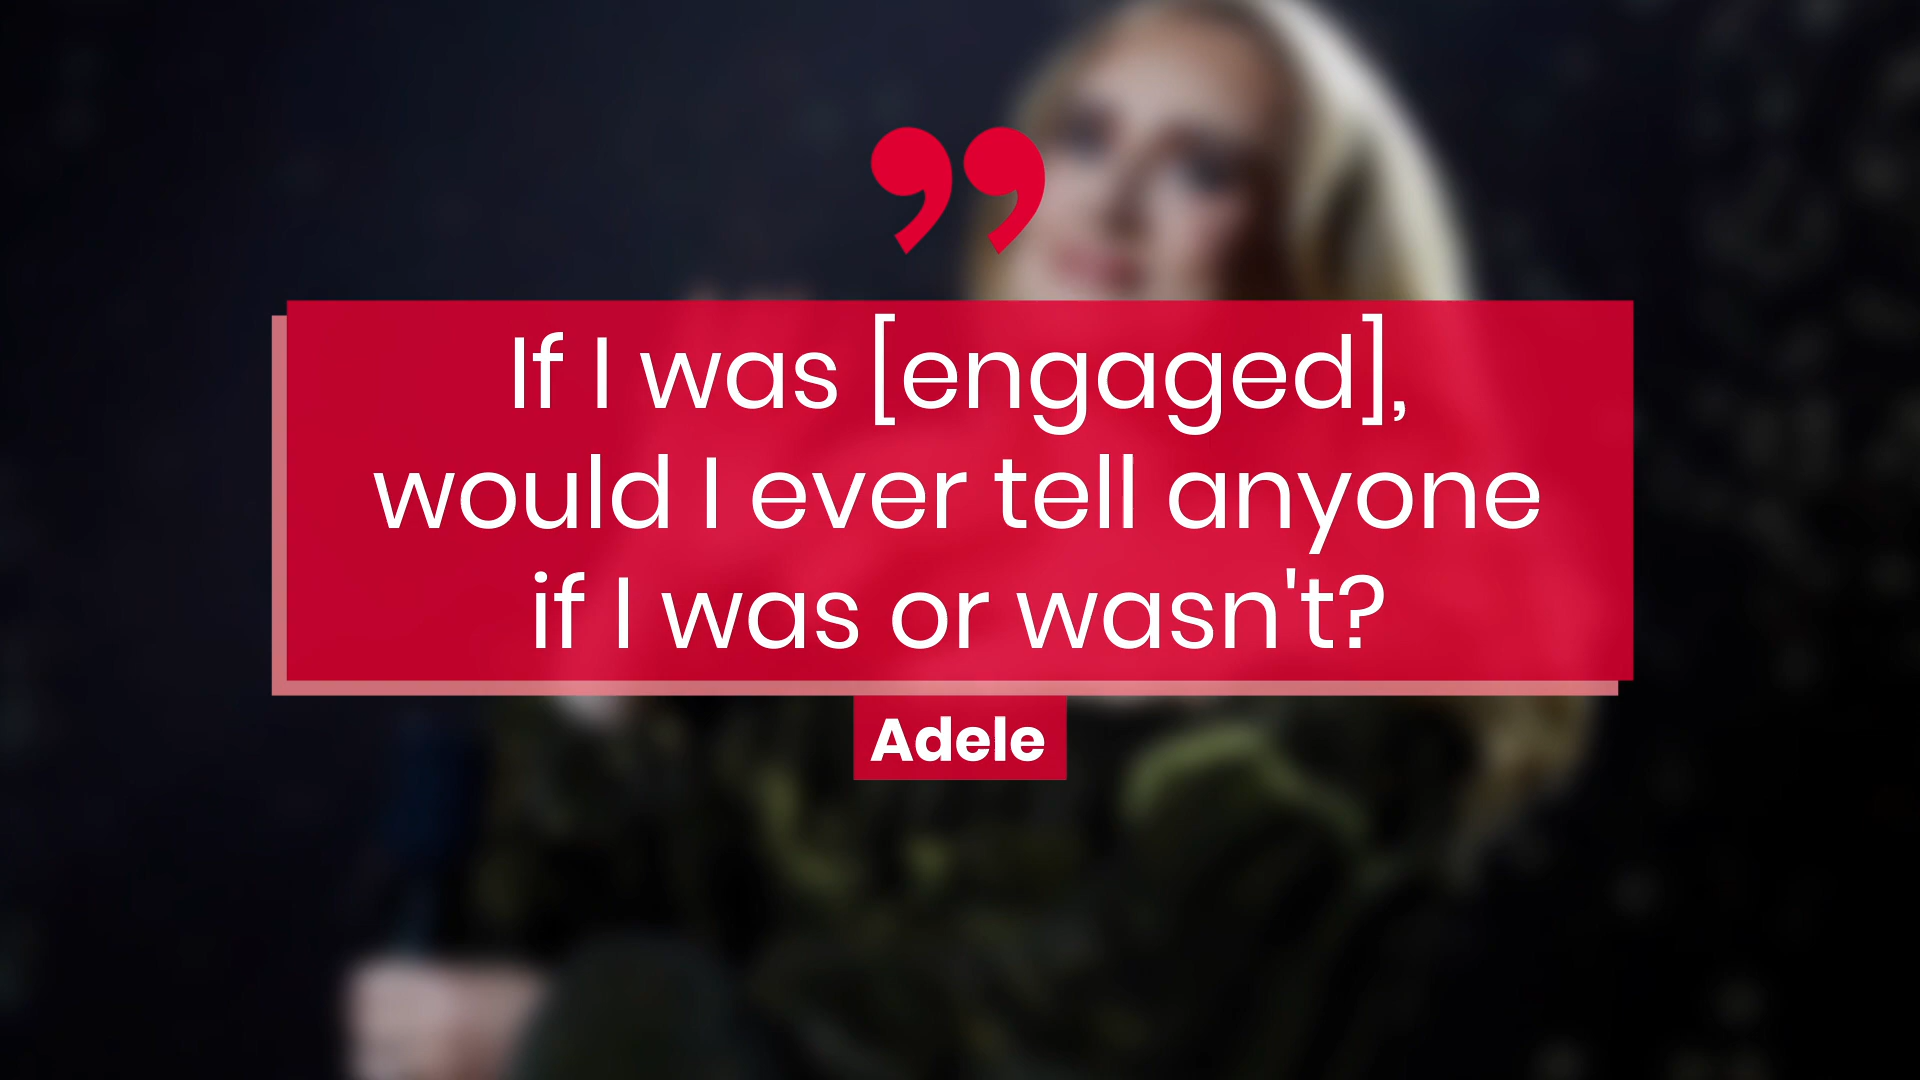 ”
If I was [engaged],
would I ever tell anyone
if I was or wasn't?
Adele